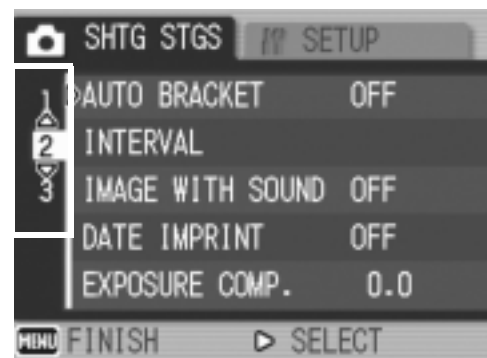 SHTG STGS SETUP
1 AUTO BRACKET OFF
2 INTERVAL
3 IMAGE WITH SOUND OFF
DATE IMPRINT OFF
EXPOSURE COMP. 0.0
MENU FINISH SELECT